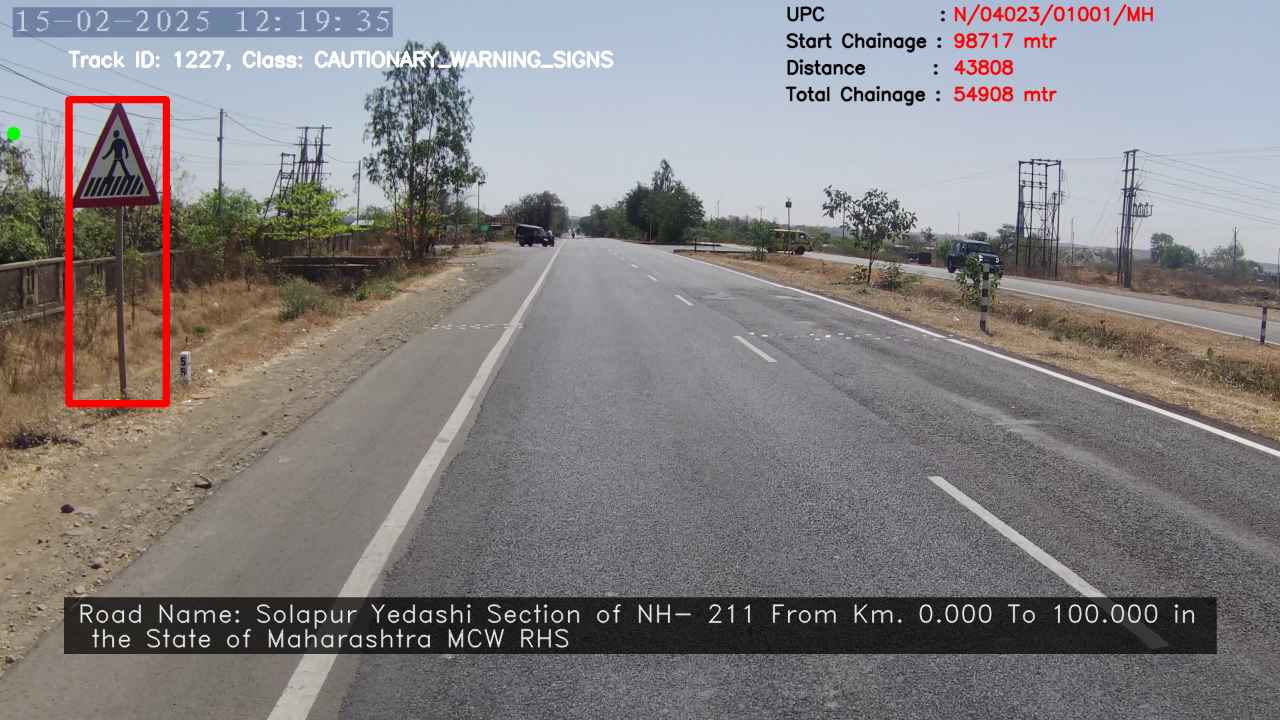 15-02-2025 12:19:35
UPC : N/04023/01001/MH
Start Chainage : 98717 mtr
Distance : 43808
Total Chainage : 54908 mtr
Track ID: 1227, Class: CAUTIONARY_WARNING_SIGNS
Road Name: Solapur Yedashi Section of NH- 211 From Km. 0.000 To 100.000 in
the State of Maharashtra MCW RHS